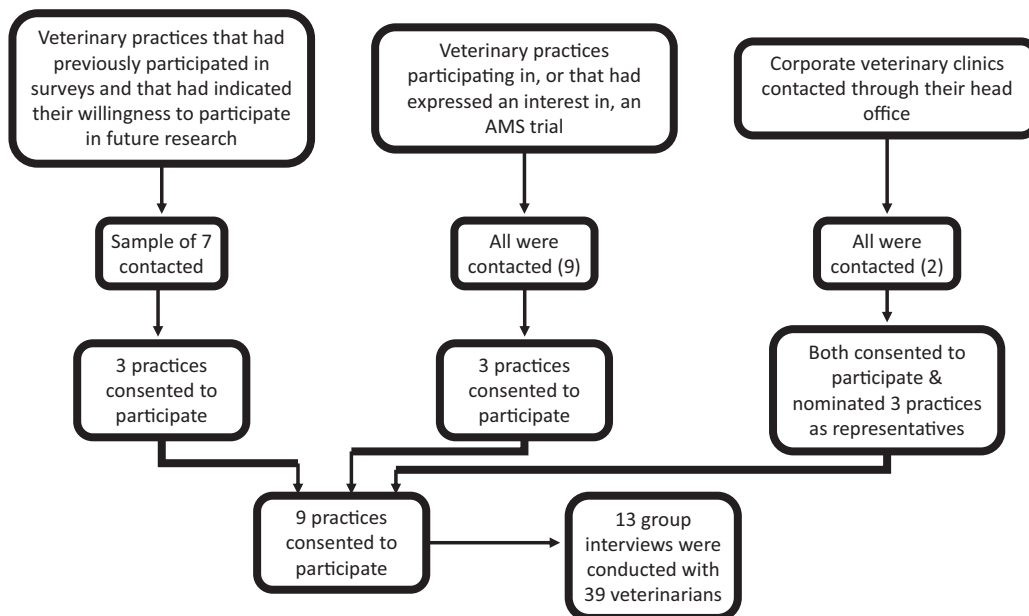 Veterinary practices that had
previously participated in
surveys and that had indicated
their willingness to participate
in future research
Veterinary practices
participating in, or that had
expressed an interest in, an
AMS trial
Corporate veterinary clinics
contacted through their head
office
Sample of 7
contacted
All were
contacted (9)
All were
contacted (2)
3 practices
consented to
participate
3 practices
consented to
participate
Both consented to
participate &
nominated 3 practices
as representatives
9 practices
consented to
participate
13 group
interviews were
conducted with
39 veterinarians